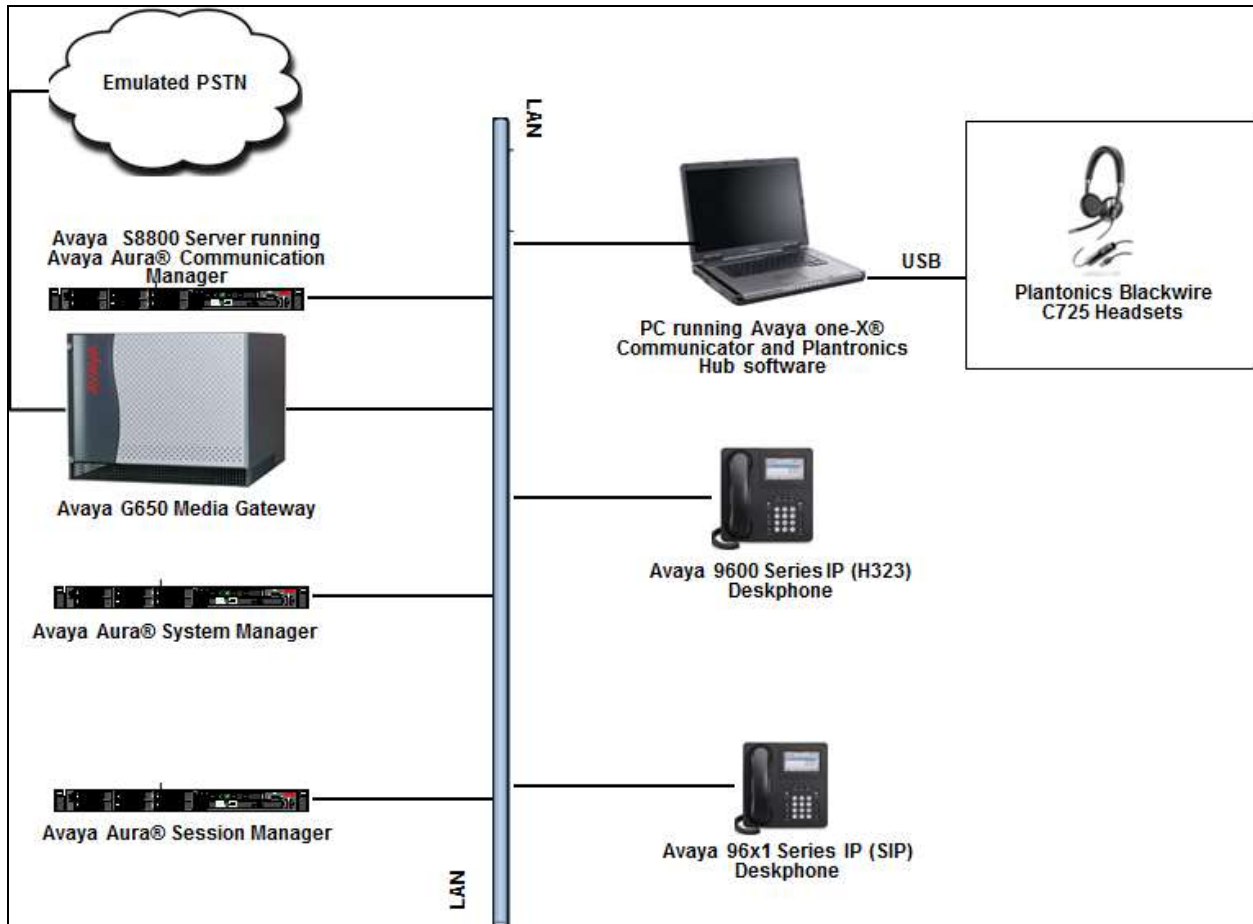 Emulated PSTN
LAN
Avaya S8800 Server running
Avaya Aura® Communication
Manager
AVAYA
Avaya G650 Media Gateway
Avaya Aura® System Manager
Avaya Aura® Session Manager
LAN
PC running Avaya one-X®
Communicator and Plantronics
Hub software
USB
Plantonics Blackwire
C725 Headsets
Avaya 9600 Series IP (H323)
Deskphone
Avaya 96x1 Series IP (SIP)
Deskphone